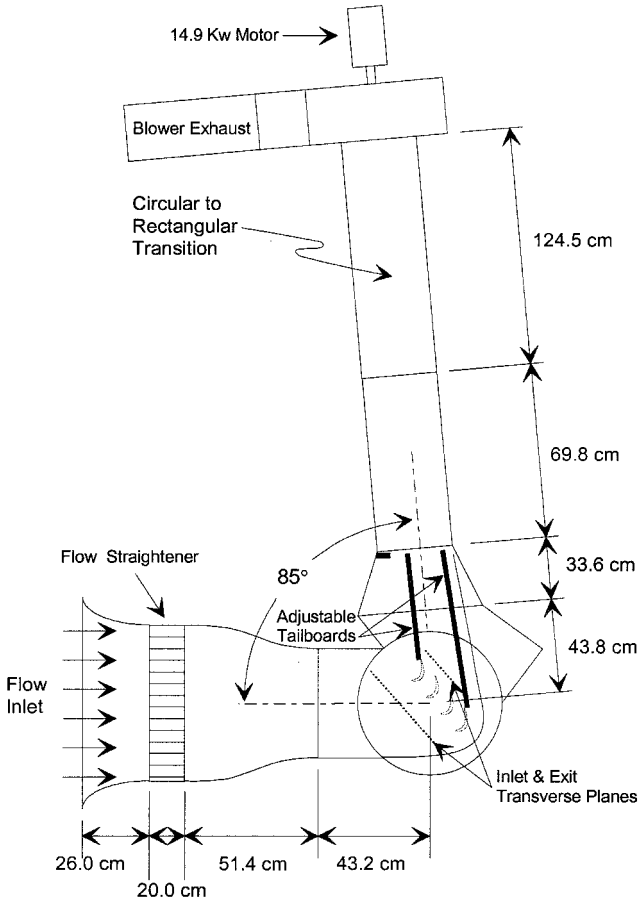 14.9 Kw Motor
Blower Exhaust
Circular to
Rectangular
Transition
124.5 cm
69.8 cm
Flow Straightener
85°
33.6 cm
Adjustable
Tailboards
43.8 cm
Flow
Inlet
Inlet & Exit
Transverse Planes
26.0 cm
51.4 cm
43.2 cm
20.0 cm